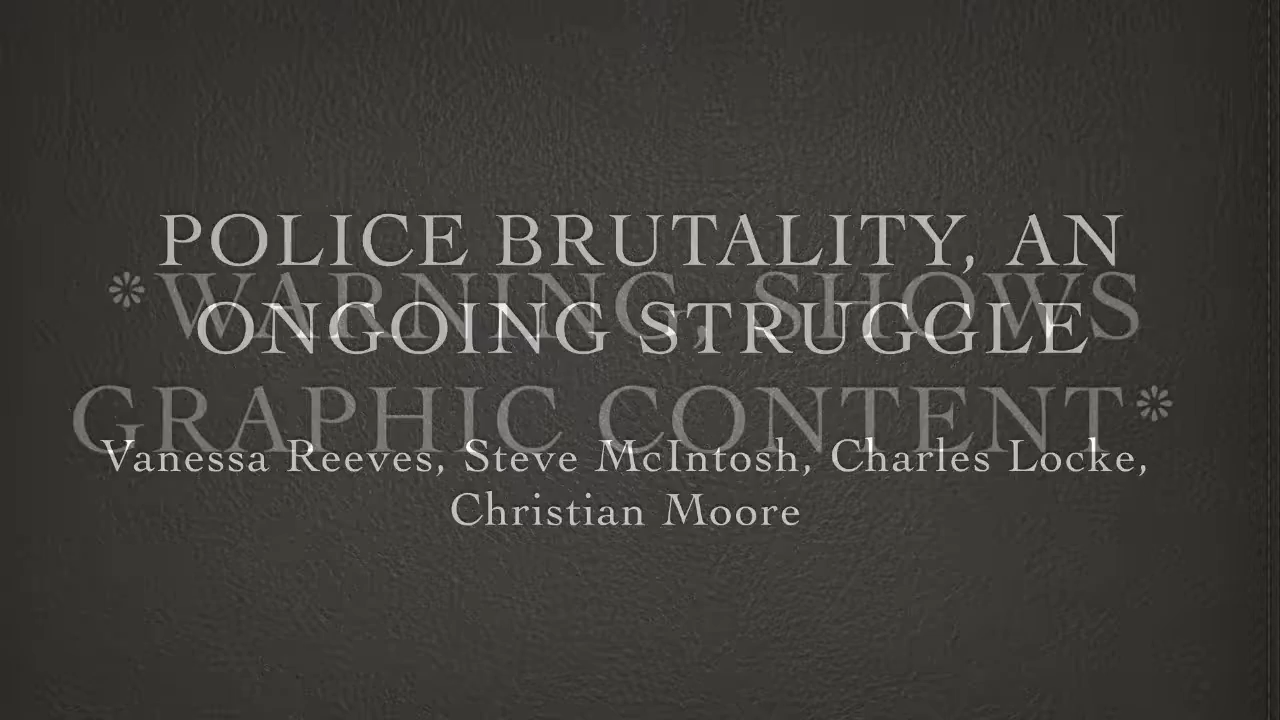 POLICE BRUTALITY, AN
*WARNING, SHOWS
ONGOING STRUGGLE
GRAPHIC CONTENT*
Vanessa Reeves, Steve McIntosh, Charles Locke,
Christian Moore